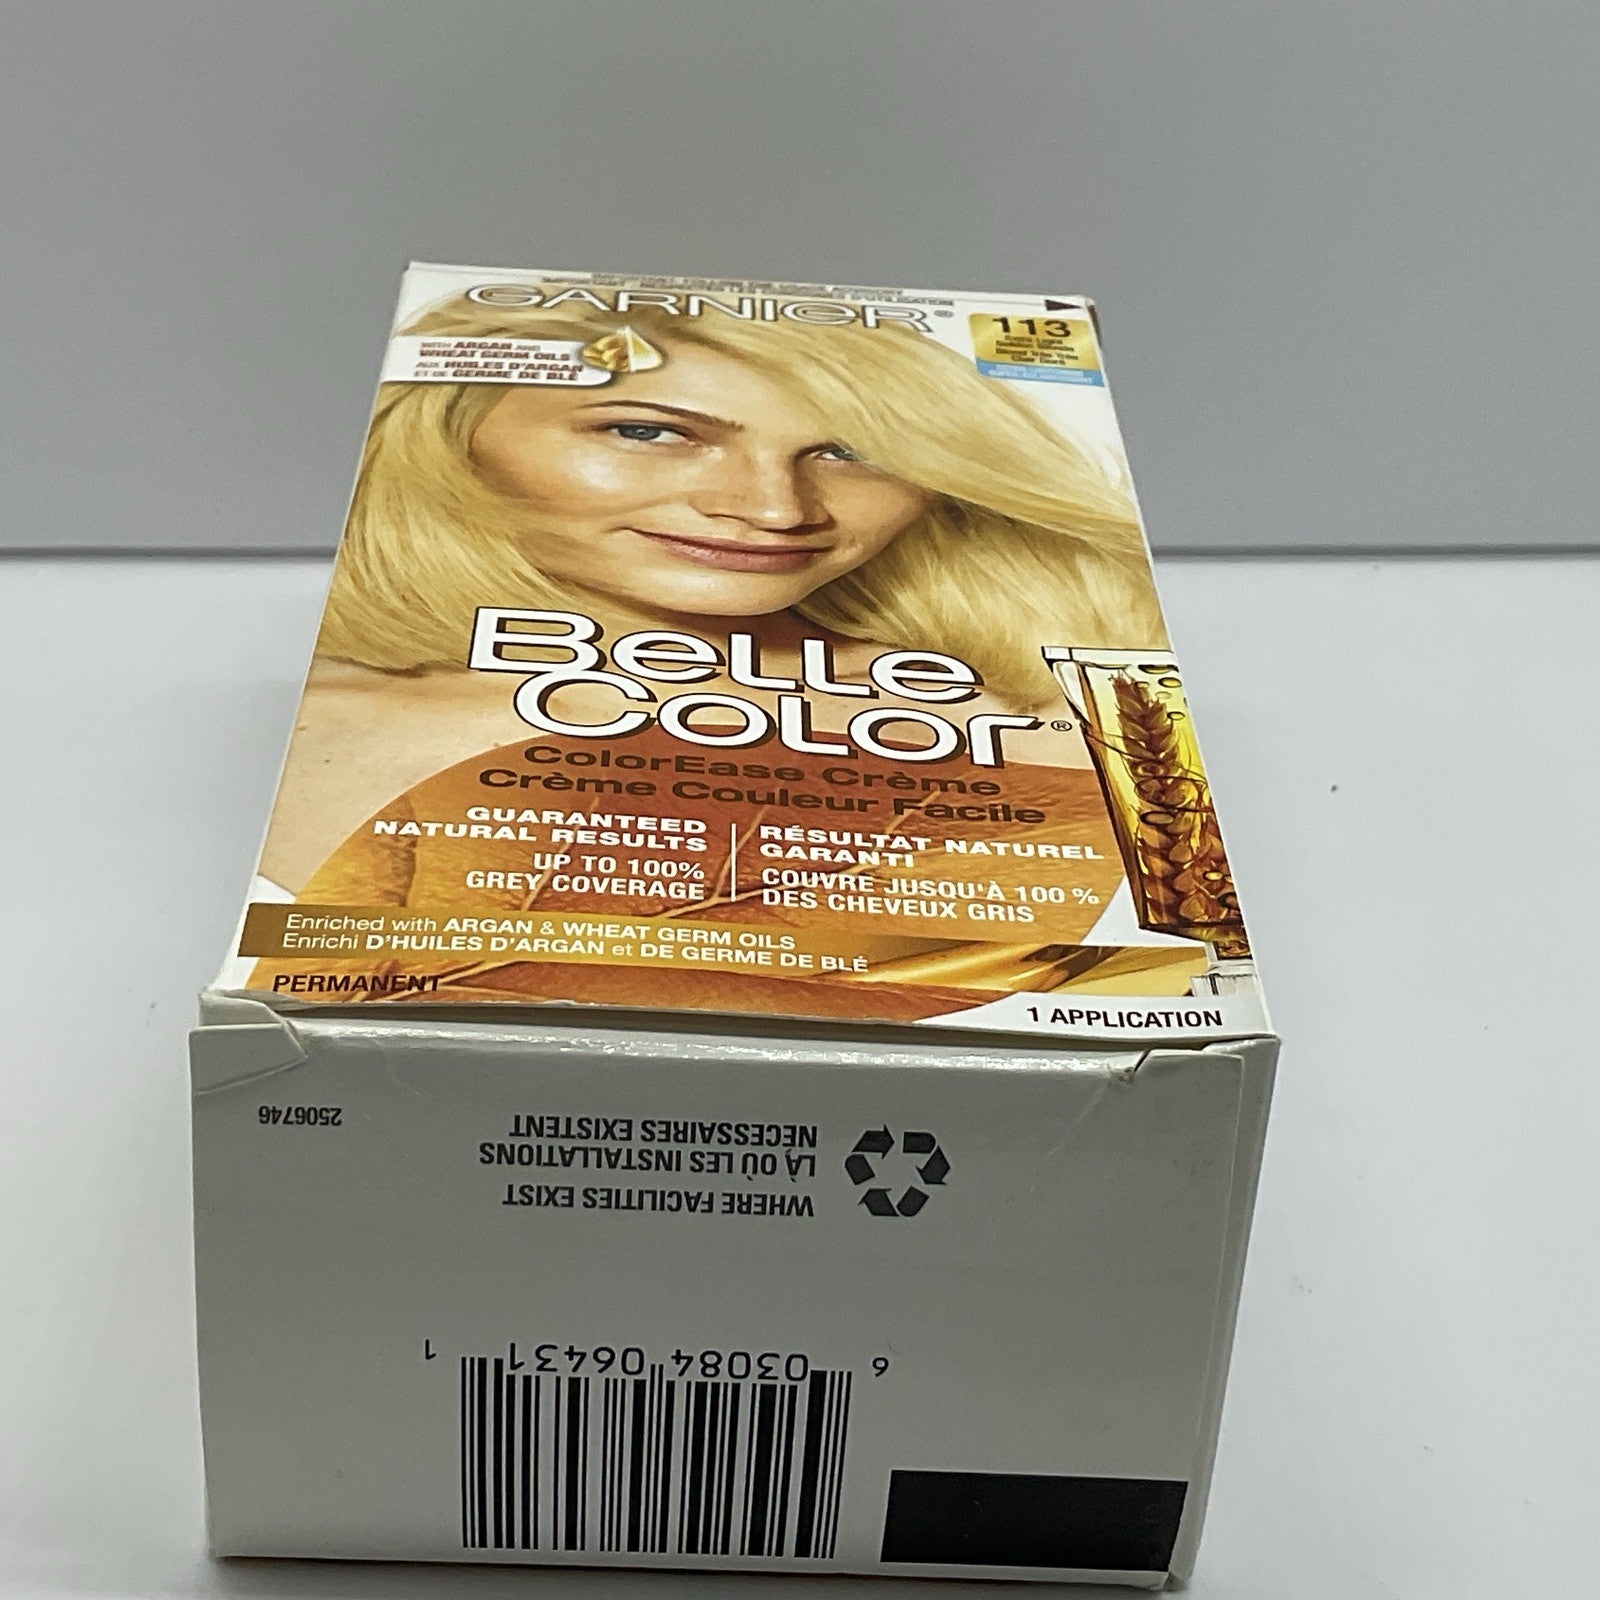 GARNIER®
113
WITH ARGAN AND
WHEAT GERM OILS
AUX HUILES D'ARGAN
ET DE GERME DE BLÉ
Belle
Color®
ColorEase Crème
Crème Couleur Facile
GUARANTEED
NATURAL RESULTS
UP TO 100%
GREY COVERAGE
RÉSULTAT NATUREL
GARANTI
COUVRE JUSQU'À 100 %
DES CHEVEUX GRIS
Enriched with ARGAN & WHEAT GERM OILS
Enrichi D'HUILES D'ARGAN et DE GERME DE BLÉ
PERMANENT
1 APPLICATION
WHERE FACILITIES EXIST
LÀ OÙ LES INSTALLATIONS
NÉCESSAIRES EXISTENT
2506746
6 03084 06431 1